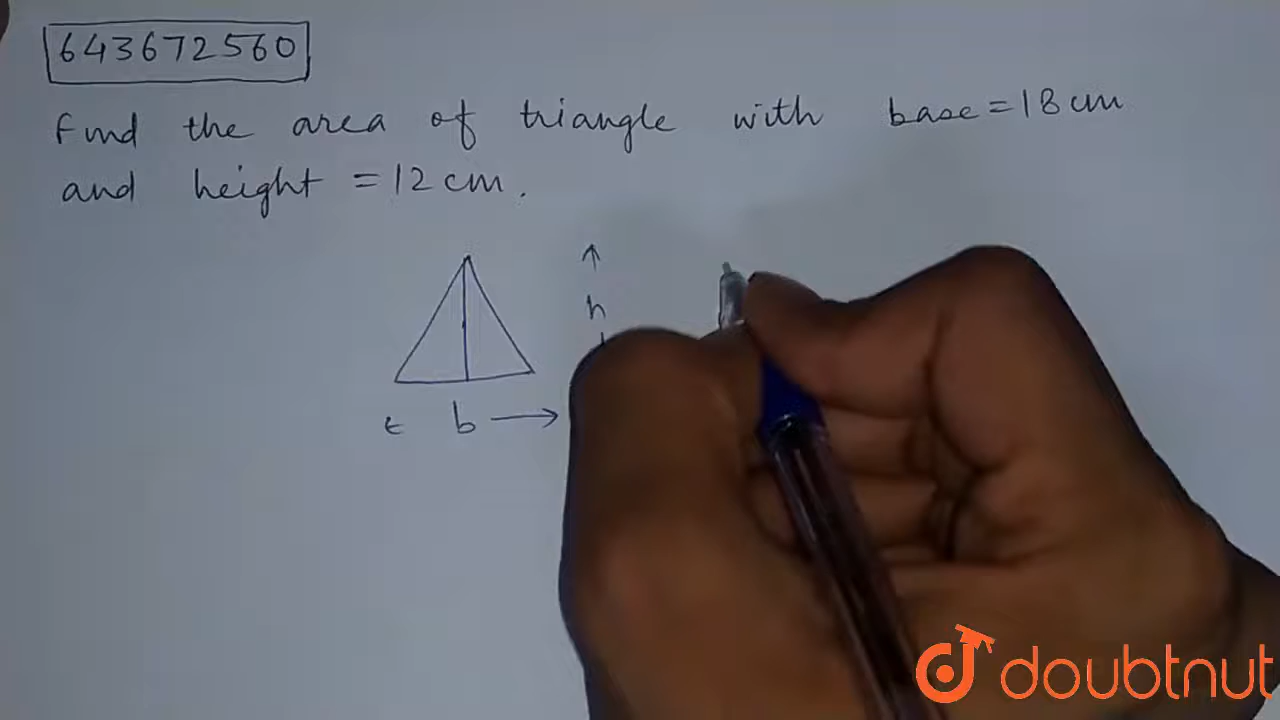 643672560
Find the area of triangle with base=18 cm
and height = 12 cm.
h
b
doubtnut